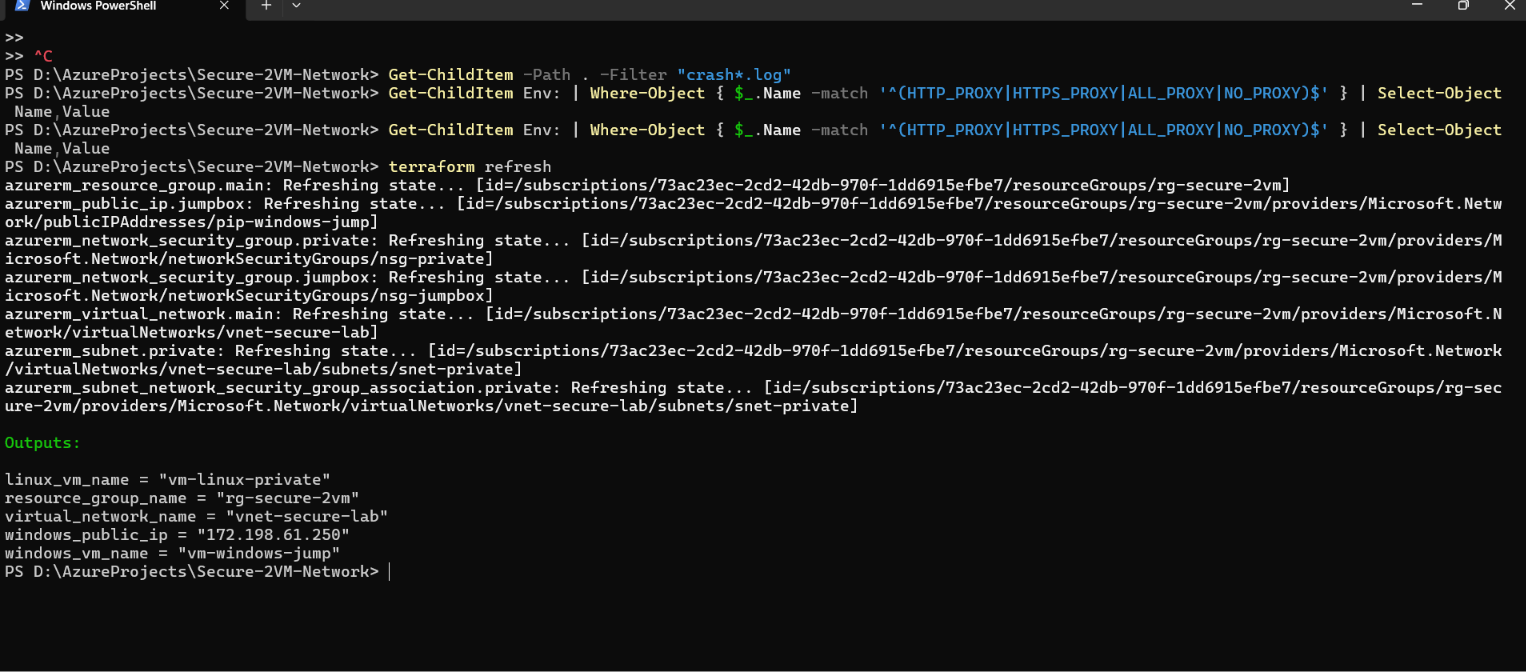 Windows PowerShell
>>
>> ^C
PS D:\AzureProjects\Secure-2VM-Network> Get-ChildItem -Path . -Filter "crash*.log"
PS D:\AzureProjects\Secure-2VM-Network> Get-ChildItem Env: | Where-Object { $_.Name -match '^(HTTP_PROXY|HTTPS_PROXY|ALL_PROXY|NO_PROXY)$' } | Select-Object
Name,Value
PS D:\AzureProjects\Secure-2VM-Network> Get-ChildItem Env: | Where-Object { $_.Name -match '^(HTTP_PROXY|HTTPS_PROXY|ALL_PROXY|NO_PROXY)$' } | Select-Object
Name,Value
PS D:\AzureProjects\Secure-2VM-Network> terraform refresh
azurerm_resource_group.main: Refreshing state... [id=/subscriptions/73ac23ec-2cd2-42db-970f-1dd6915efbe7/resourceGroups/rg-secure-2vm]
azurerm_public_ip.jumpbox: Refreshing state... [id=/subscriptions/73ac23ec-2cd2-42db-970f-1dd6915efbe7/resourceGroups/rg-secure-2vm/providers/Microsoft.Netw
ork/publicIPAddresses/pip-windows-jump]
azurerm_network_security_group.private: Refreshing state... [id=/subscriptions/73ac23ec-2cd2-42db-970f-1dd6915efbe7/resourceGroups/rg-secure-2vm/providers/M
icrosoft.Network/networkSecurityGroups/nsg-private]
azurerm_network_security_group.jumpbox: Refreshing state... [id=/subscriptions/73ac23ec-2cd2-42db-970f-1dd6915efbe7/resourceGroups/rg-secure-2vm/providers/M
icrosoft.Network/networkSecurityGroups/nsg-jumpbox]
azurerm_virtual_network.main: Refreshing state... [id=/subscriptions/73ac23ec-2cd2-42db-970f-1dd6915efbe7/resourceGroups/rg-secure-2vm/providers/Microsoft.N
etwork/virtualNetworks/vnet-secure-lab]
azurerm_subnet.private: Refreshing state... [id=/subscriptions/73ac23ec-2cd2-42db-970f-1dd6915efbe7/resourceGroups/rg-secure-2vm/providers/Microsoft.Network
/virtualNetworks/vnet-secure-lab/subnets/snet-private]
azurerm_subnet_network_security_group_association.private: Refreshing state... [id=/subscriptions/73ac23ec-2cd2-42db-970f-1dd6915efbe7/resourceGroups/rg-sec
ure-2vm/providers/Microsoft.Network/virtualNetworks/vnet-secure-lab/subnets/snet-private]
Outputs:
linux_vm_name = "vm-linux-private"
resource_group_name = "rg-secure-2vm"
virtual_network_name = "vnet-secure-lab"
windows_public_ip = "172.198.61.250"
windows_vm_name = "vm-windows-jump"
PS D:\AzureProjects\Secure-2VM-Network>